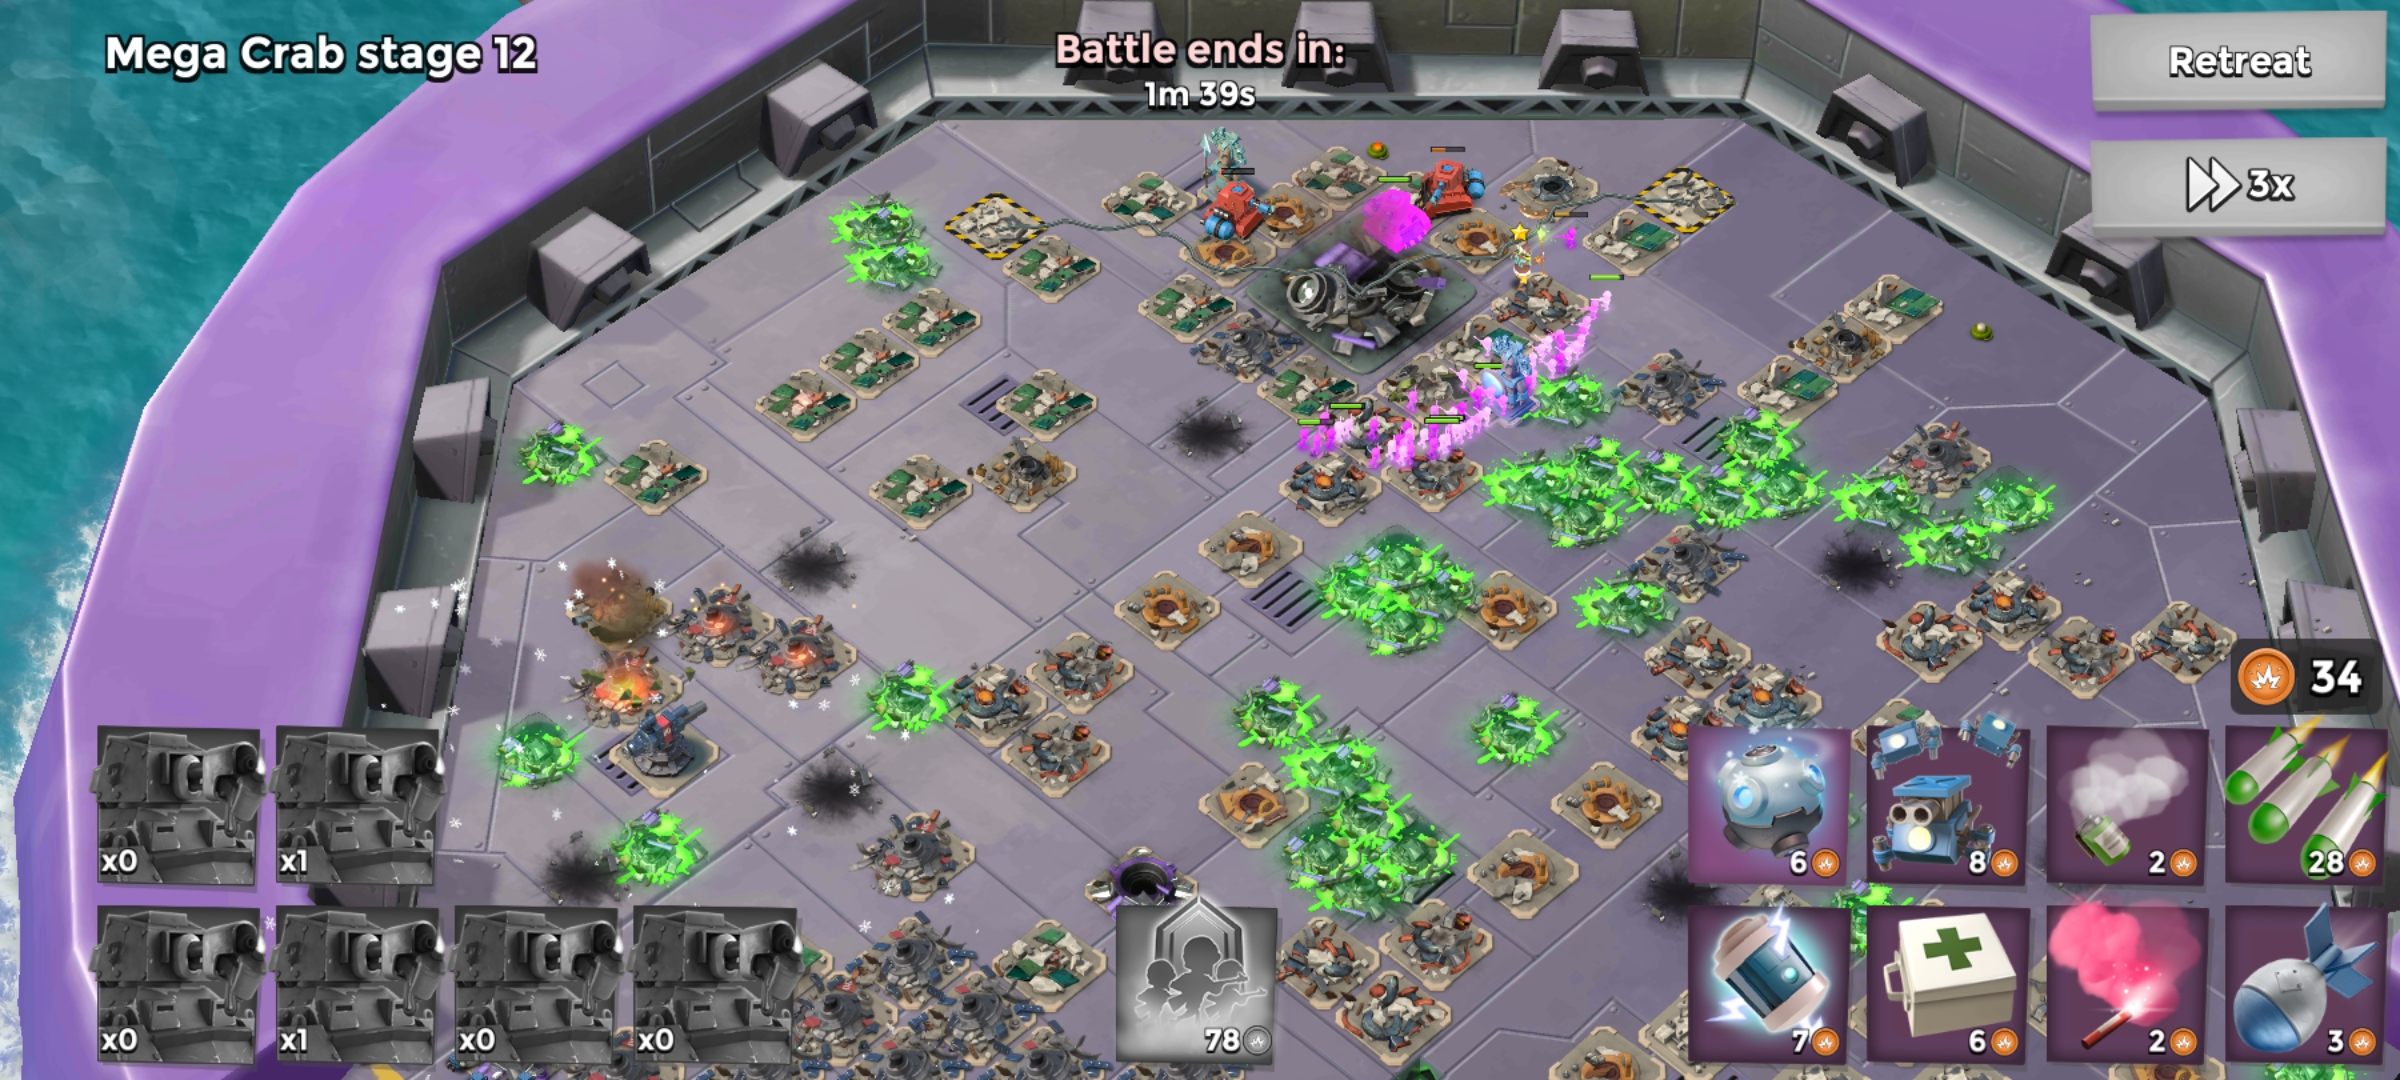 Mega Crab stage 12
Battle ends in:
1m 39s
Retreat
3x
34
x0
x1
6
8
2
28
x0
x1
x0
x0
78
7
6
2
3